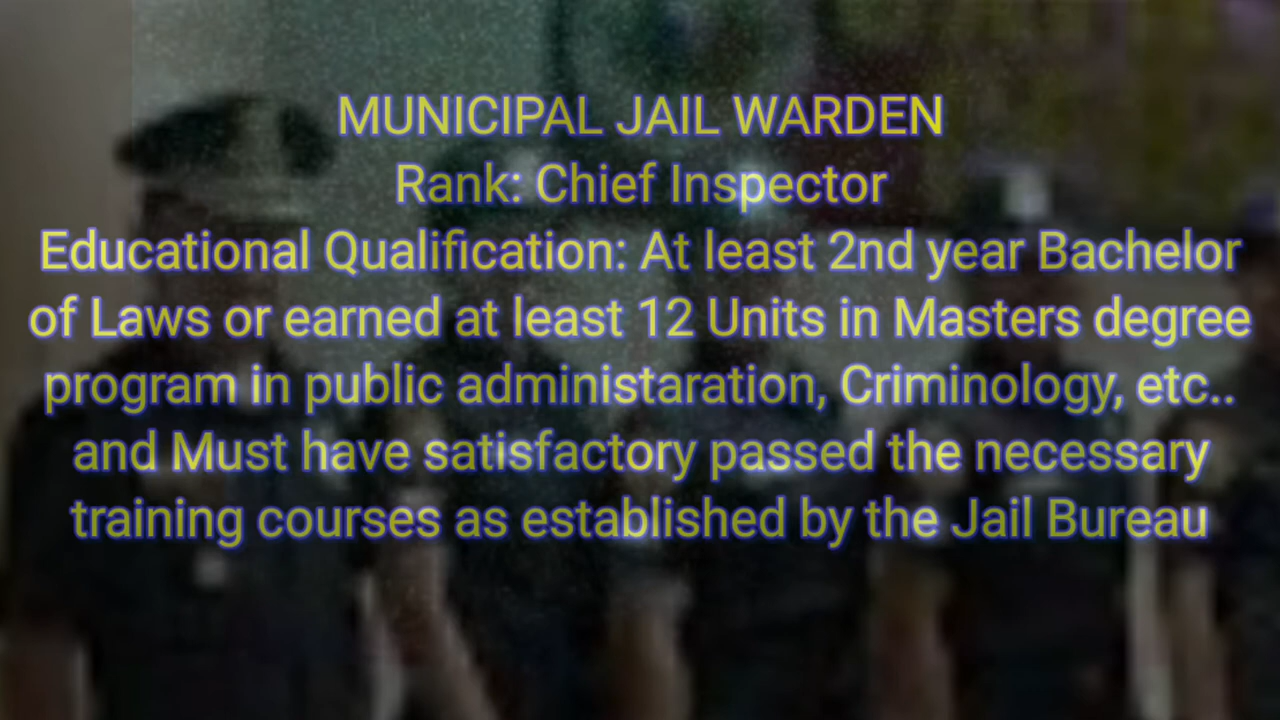 MUNICIPAL JAIL WARDEN
Rank: Chief Inspector
Educational Qualification: At least 2nd year Bachelor
of Laws or earned at least 12 Units in Masters degree
program in public administaration, Criminology, etc..
and Must have satisfactory passed the necessary
training courses as established by the Jail Bureau